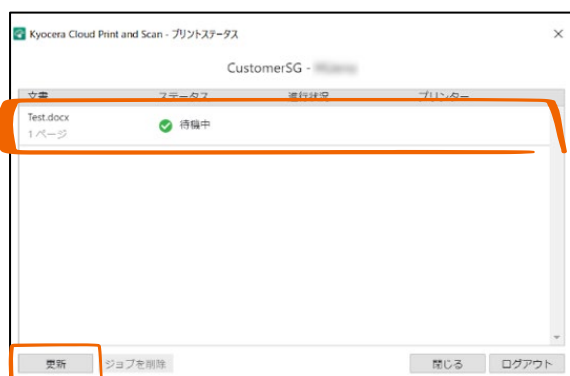 Kyocera Cloud Print and Scan - プリントステータス
CustomerSG -
文書 ステータス 進行状況 プリンター
Test.docx
待機中
1 ページ
更新 ジョブを削除 閉じる ログアウト